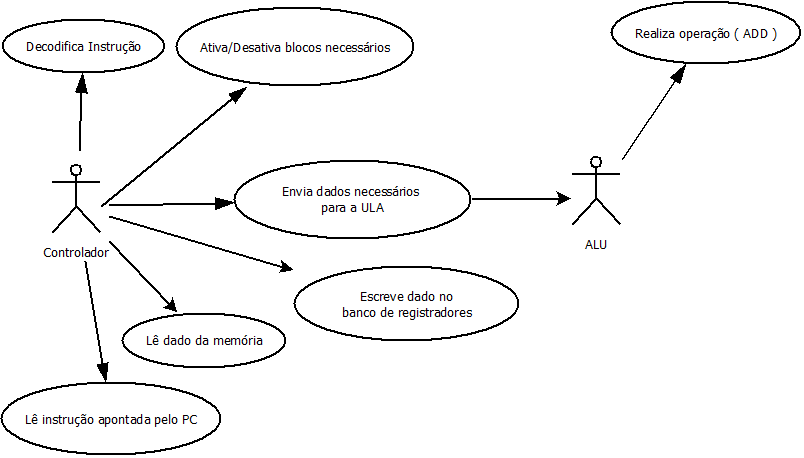 Decodifica Instrução
Ativa/Desativa blocos necessários
Realiza operação ( ADD )
Envia dados necessários
para a ULA
Controlador
ALU
Escreve dado no
banco de registradores
Lê dado da memória
Lê instrução apontada pelo PC